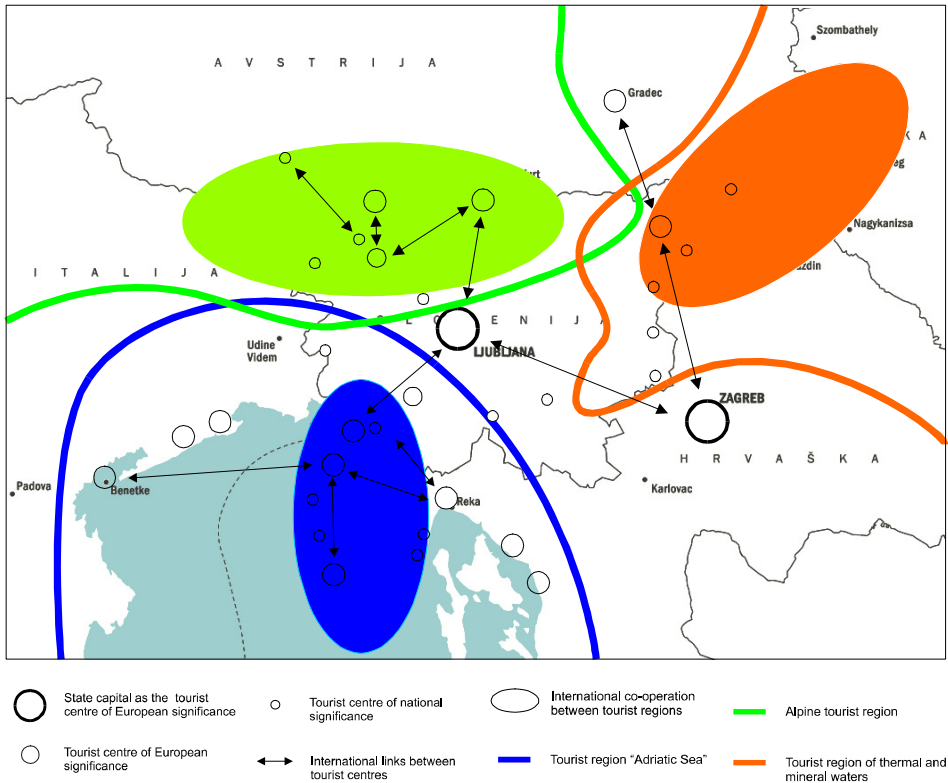 Szombathely
A V S T R I J A
Gradec
K A
rt
eg
Nagykanizsa
zdin
I T A L I J A
S L O V E N I J A
Udine
Videm
LJUBLJANA
ZAGREB
H R V A Š K A
Padova
Benetke
Reka
Karlovac
State capital as the tourist
centre of European significance
Tourist centre of national
significance
International co-operation
between tourist regions
Alpine tourist region
Tourist centre of European
significance
International links between
tourist centres
Tourist region “Adriatic Sea”
Tourist region of thermal and
mineral waters